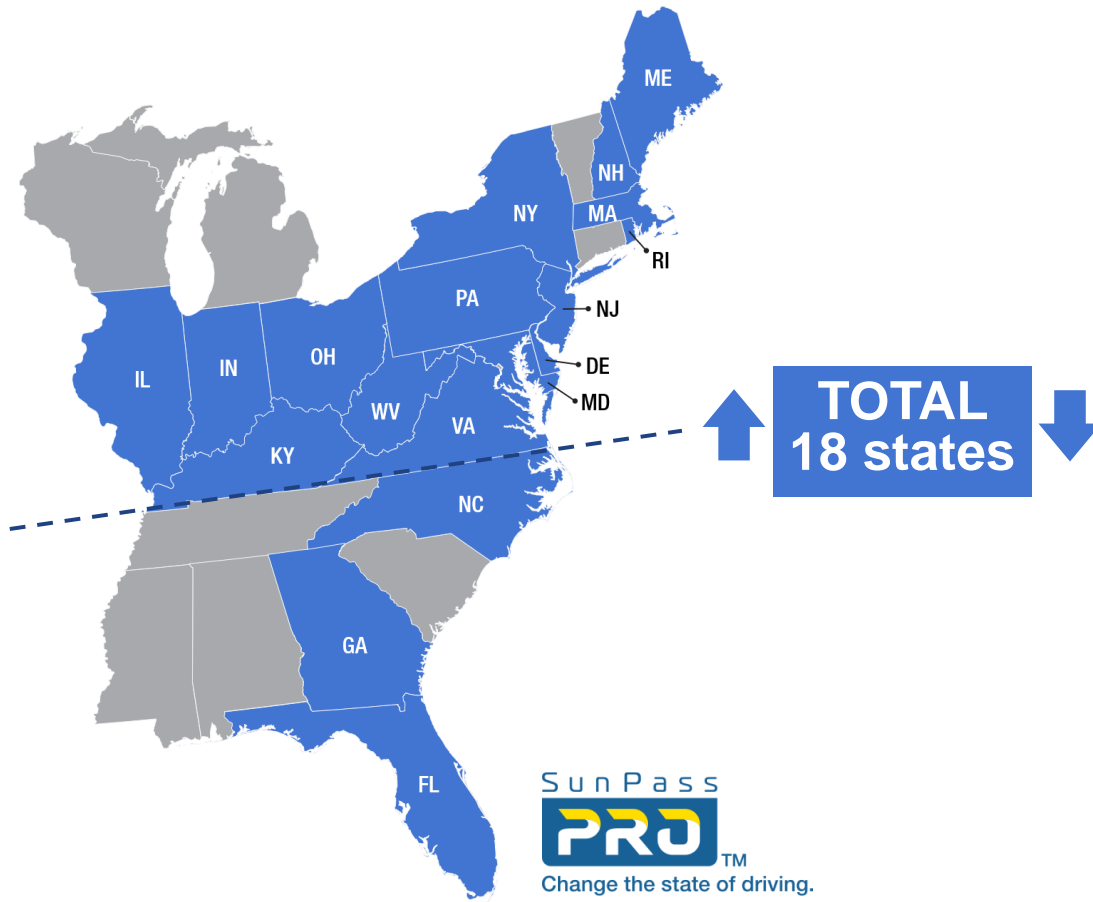 ME
NH
NY
MA
RI
PA
NJ
OH
IN
IL
DE
MD
WV
VA
KY
TOTAL
18 states
NC
GA
FL
SunPass
PRO
TM
Change the state of driving.